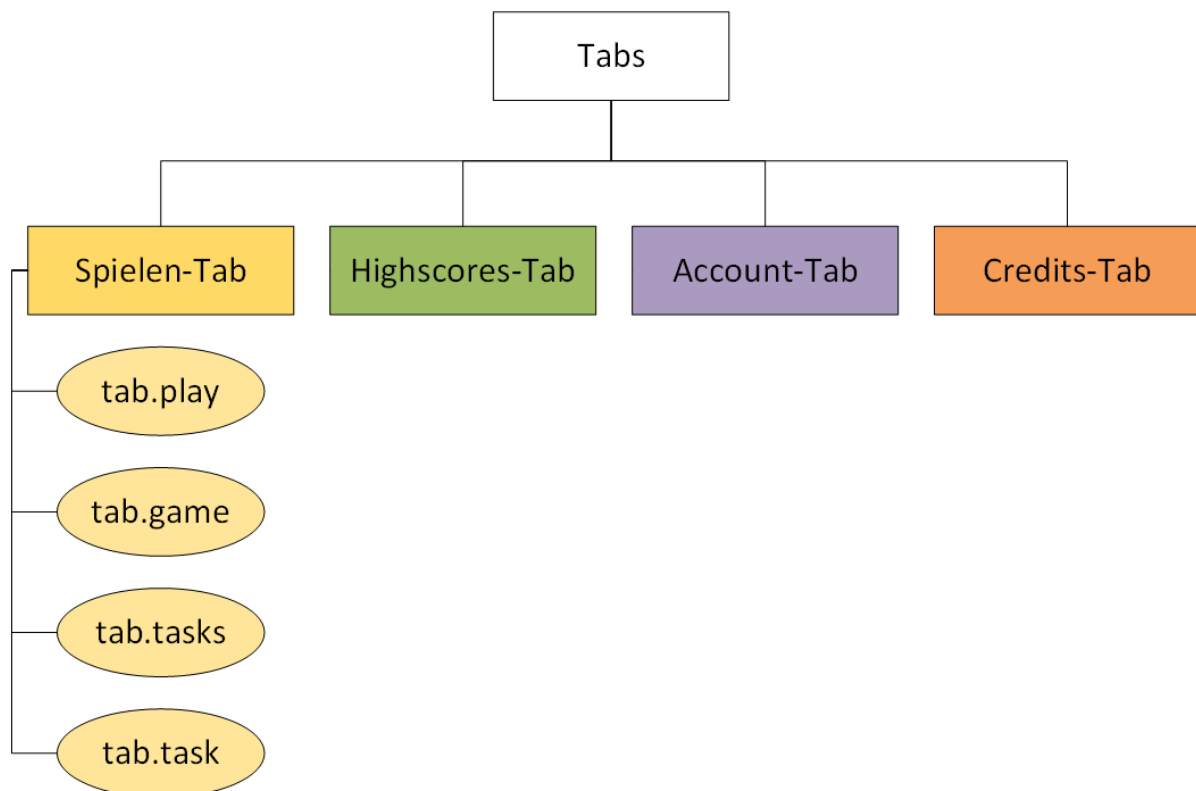 Tabs
Spielen-Tab
Highscores-Tab
Account-Tab
Credits-Tab
tab.play
tab.game
tab.tasks
tab.task